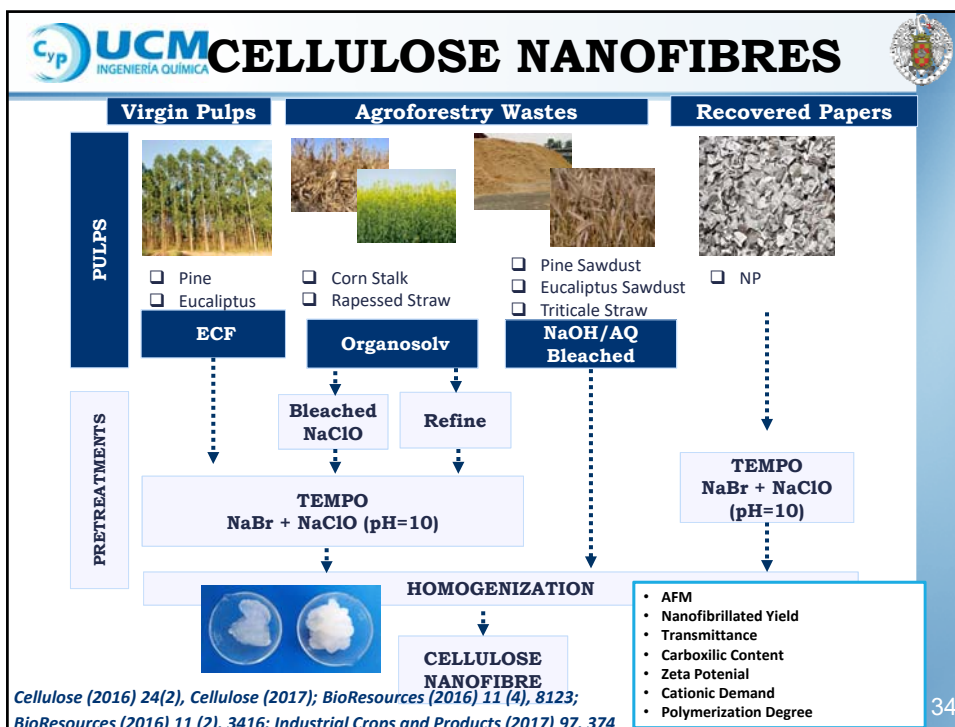 Cyp UCM
INGENIERÍA QUÍMICA
CELLULOSE NANOFIBRES
Virgin Pulps
Agroforestry Wastes
Recovered Papers
PULPS
Pine
Eucaliptus
Corn Stalk
Rapessed Straw
Pine Sawdust
Eucaliptus Sawdust
Triticale Straw
NP
ECF
Organosolv
NaOH/AQ
Bleached
PRETREATMENTS
Bleached
NaClO
Refine
TEMPO
NaBr + NaClO (pH=10)
TEMPO
NaBr + NaClO
(pH=10)
HOMOGENIZATION
CELLULOSE
NANOFIBRE
• AFM
• Nanofibrillated Yield
• Transmittance
• Carboxilic Content
• Zeta Potenial
• Cationic Demand
• Polymerization Degree
Cellulose (2016) 24(2), Cellulose (2017); BioResources (2016) 11 (4), 8123;
BioResources (2016) 11 (2), 3416; Industrial Crops and Products (2017) 97, 374
34